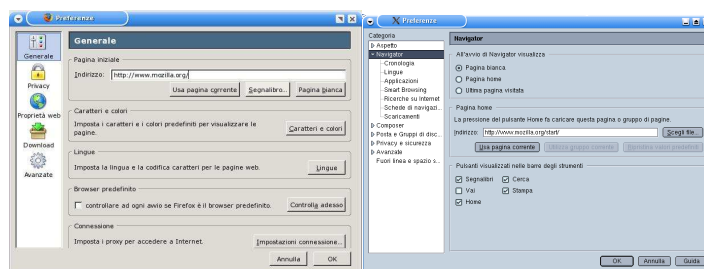 Preferenze
Generale
Generale
Privacy
Proprietà web
Download
Avanzate
Pagina iniziale
Indirizzo: http://www.mozilla.org/
Usa pagina corrente Segnalibro... Pagina bianca
Caratteri e colori
Imposta i caratteri e i colori predefiniti per visualizzare le
pagine.
Caratteri e colori
Lingue
Imposta la lingua e la codifica caratteri per le pagine web.
Lingue
Browser predefinito
controllare ad ogni avvio se Firefox è il browser predefinito.
Controlla adesso
Connessione
Imposta i proxy per accedere a Internet.
Impostazioni connessione...
Annulla OK
Preferenze
Categoria
Aspetto
Navigator
Cronologia
Lingue
Applicazioni
Smart Browsing
Ricerche su Internet
Schede di navigazi...
Scaricamenti
Composer
Posta e Gruppi di disc...
Privacy e sicurezza
Avanzate
Fuori linea e spazio s...
Navigator
All'avvio di Navigator visualizza
Pagina bianca
Pagina home
Ultima pagina visitata
Pagina home
La pressione del pulsante Home fa caricare questa pagina o gruppo di pagine.
Indirizzo: http://www.mozilla.org/start/ Scegli file...
Usa pagina corrente Utilizza gruppo corrente Ripristina valori predefiniti
Pulsanti visualizzati nelle barre degli strumenti
Segnalibri Cerca
Vai Stampa
Home
OK Annulla Guida